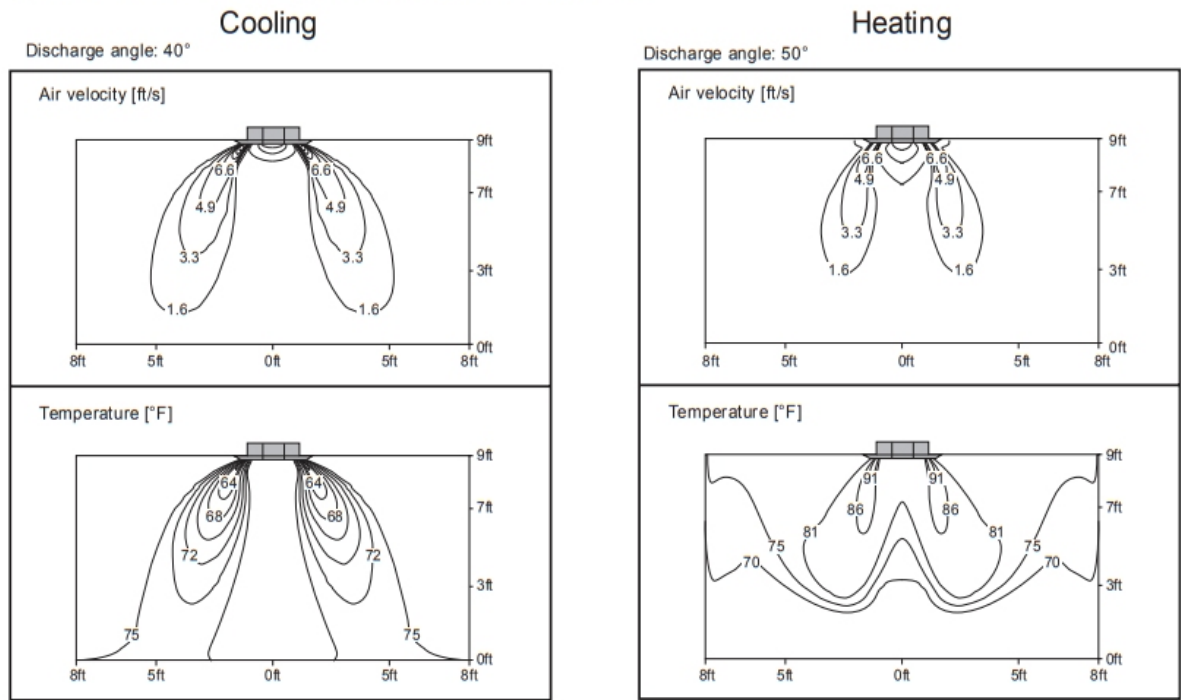 Cooling
Discharge angle: 40°
Air velocity [ft/s]
9ft
6.6 6.6
7ft
4.9 4.9
3.3 3.3
3ft
1.6 1.6
0ft
8ft 5ft 0ft 5ft 8ft
Temperature [°F]
9ft
64 64
7ft
68 68
72 72
3ft
75 75
0ft
8ft 5ft 0ft 5ft 8ft
Heating
Discharge angle: 50°
Air velocity [ft/s]
9ft
6.6 6.6
4.9 4.9
7ft
3.3 3.3
1.6 1.6
3ft
0ft
8ft 5ft 0ft 5ft 8ft
Temperature [°F]
9ft
91 91
7ft
86 86
81 81
75 75
70 70
3ft
0ft
8ft 5ft 0ft 5ft 8ft